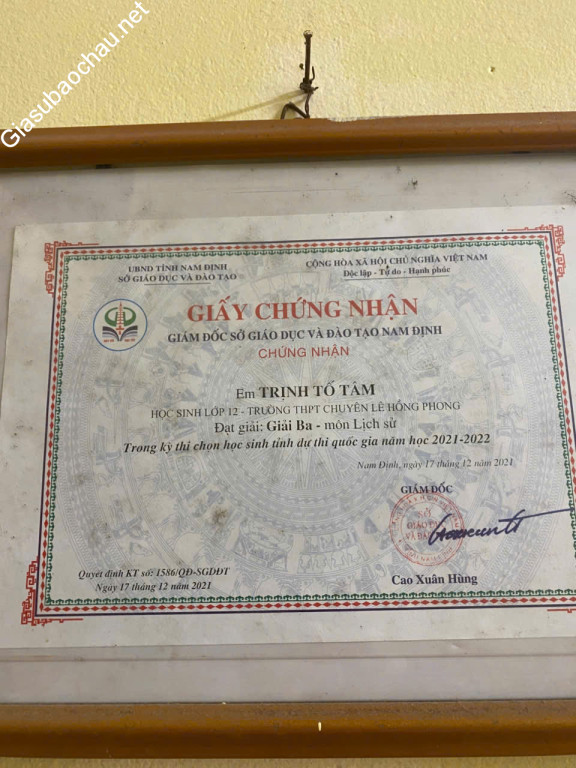 Giasubaochau.net
UBND TỈNH NAM ĐỊNH
SỞ GIÁO DỤC VÀ ĐÀO TẠO
CỘNG HÒA XÃ HỘI CHỦ NGHĨA VIỆT NAM
Độc lập - Tự do - Hạnh phúc
GIẤY CHỨNG NHẬN
GIÁM ĐỐC SỞ GIÁO DỤC VÀ ĐÀO TẠO NAM ĐỊNH
CHỨNG NHẬN
Em TRỊNH TỐ TÂM
HỌC SINH LỚP 12 - TRƯỜNG THPT CHUYÊN LÊ HỒNG PHONG
Đạt giải: Giải Ba - môn Lịch sử
Trong kỳ thi chọn học sinh tỉnh dự thi quốc gia năm học 2021-2022
Nam Định, ngày 17 tháng 12 năm 2021
GIÁM ĐỐC
SỞ
GIÁO DỤC
VÀ ĐÀO
Cao Xuân Hùng
Quyết định KT số: 1586/QĐ-SGDĐT
Ngày 17 tháng 12 năm 2021